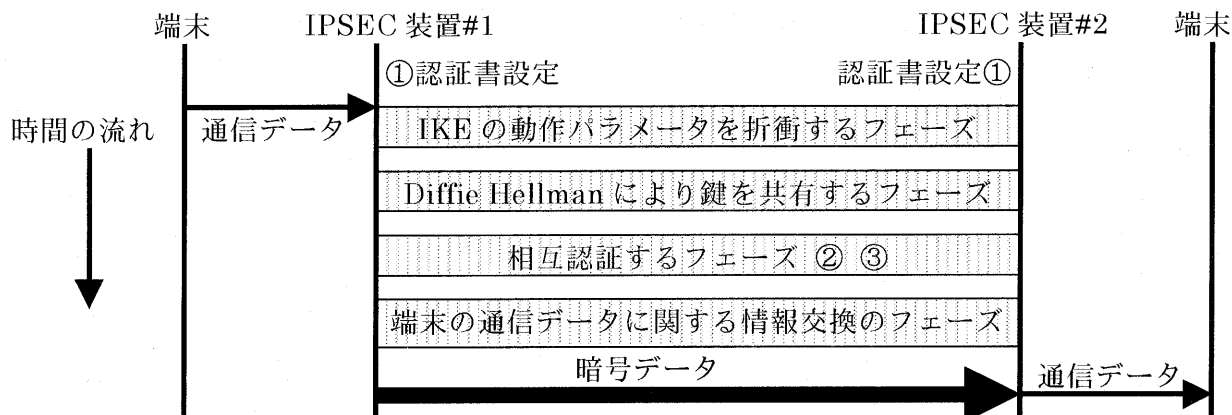 端末
IPSEC 装置#1
IPSEC 装置#2
端末
①認証書設定
認証書設定①
時間の流れ
通信データ
IKE の動作パラメータを折衝するフェーズ
Diffie Hellman により鍵を共有するフェーズ
相互認証するフェーズ ② ③
端末の通信データに関する情報交換のフェーズ
暗号データ
通信データ